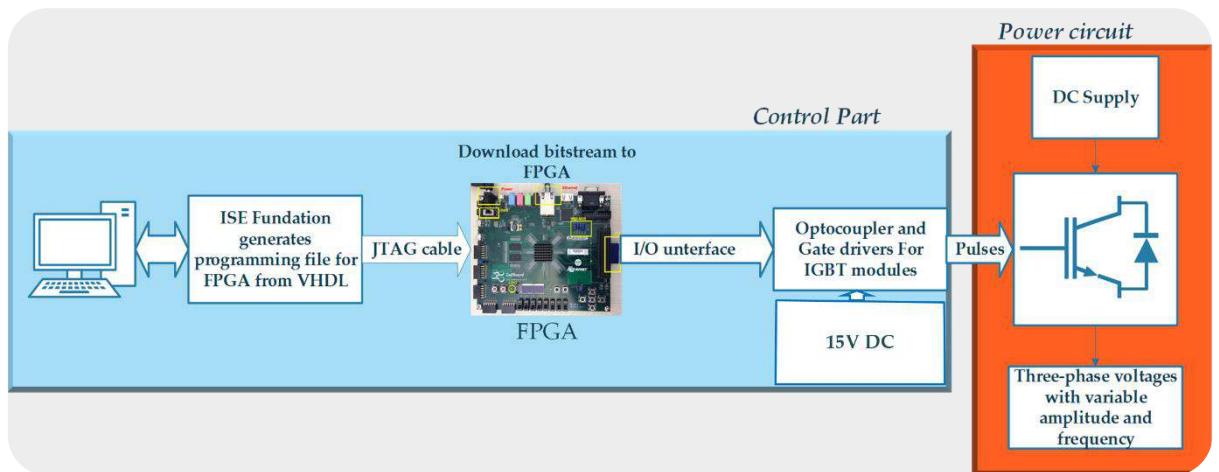 Power circuit
DC Supply
Control Part
Download bitstream to
FPGA
Power
Ethernet
ISE Fundation
generates
programming file for
FPGA from VHDL
JTAG cable
I/O unterface
Optocoupler and
Gate drivers For
IGBT modules
Pulses
FPGA
15V DC
Three-phase voltages
with variable
amplitude and
frequency